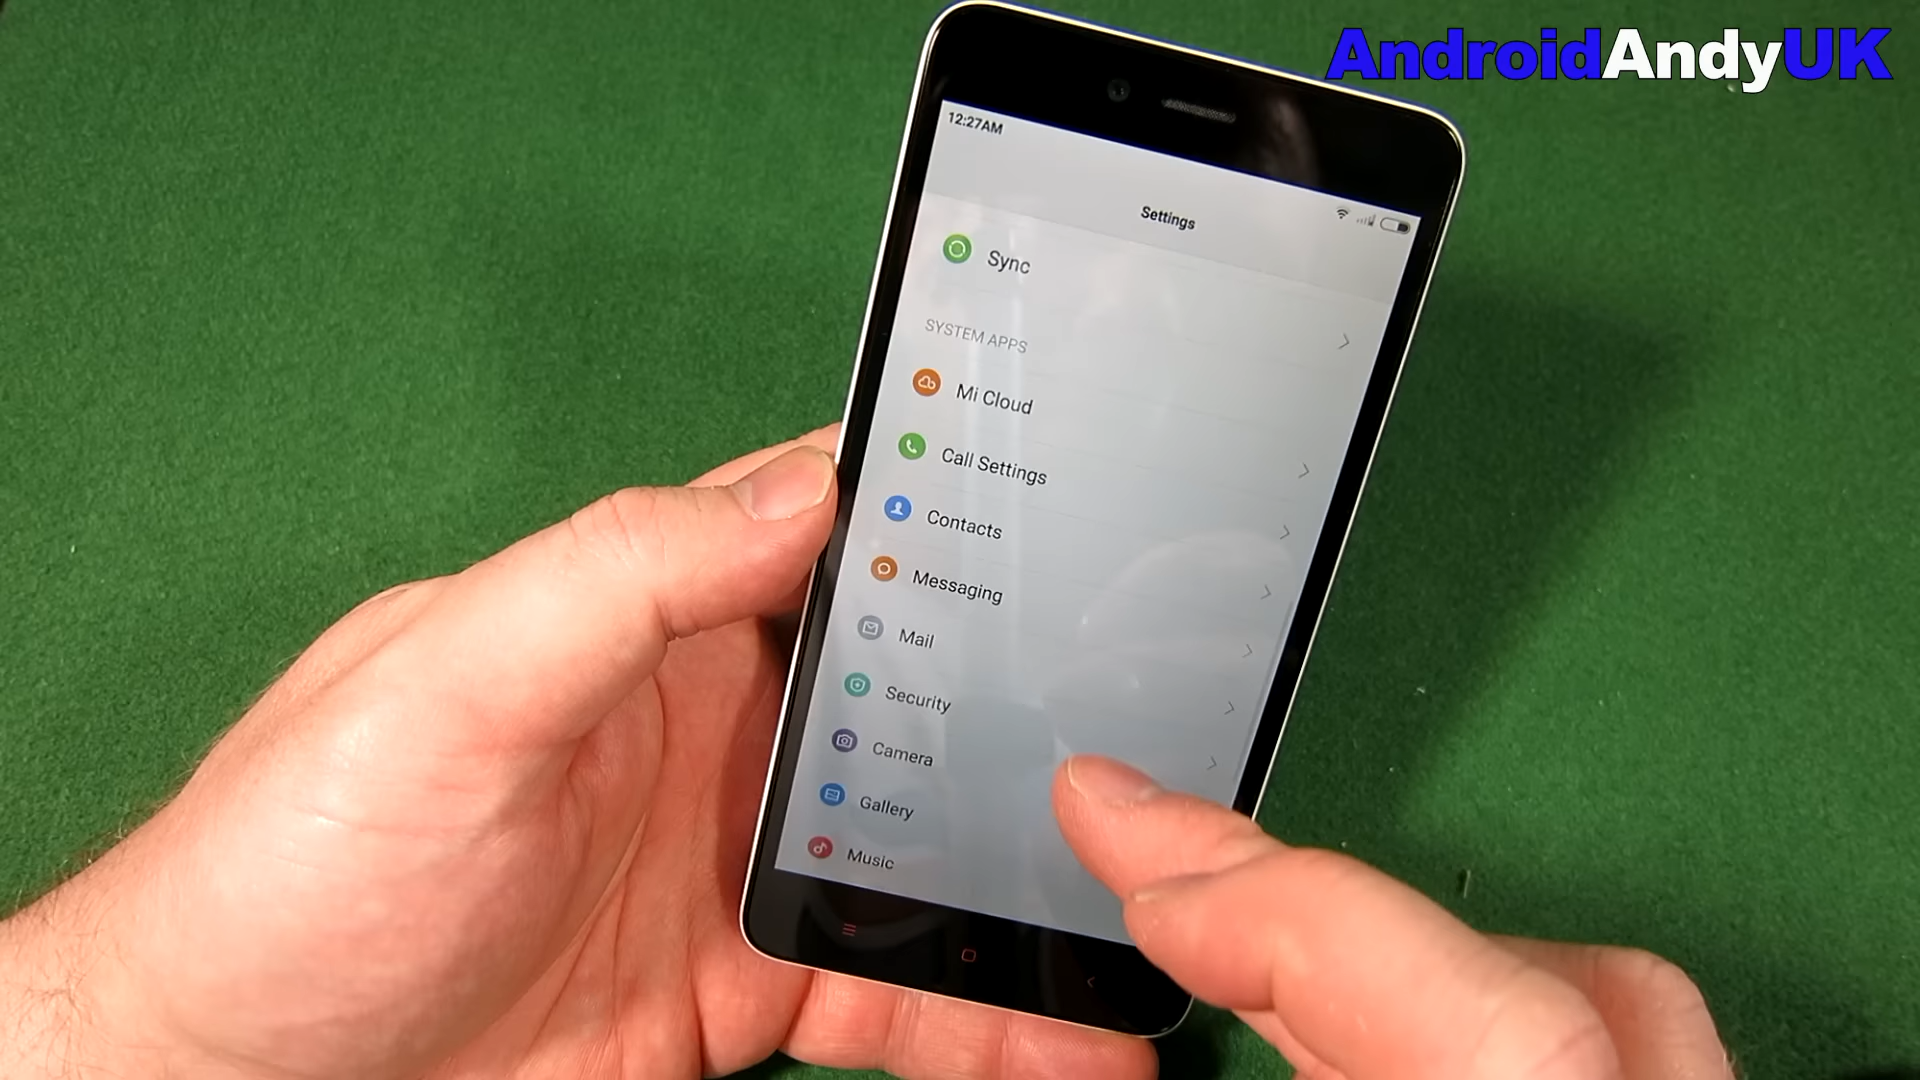 AndroidAndyUK
12:27AM
Settings
Sync
SYSTEM APPS
Mi Cloud
Call Settings
Contacts
Messaging
Mail
Security
Camera
Gallery
Music